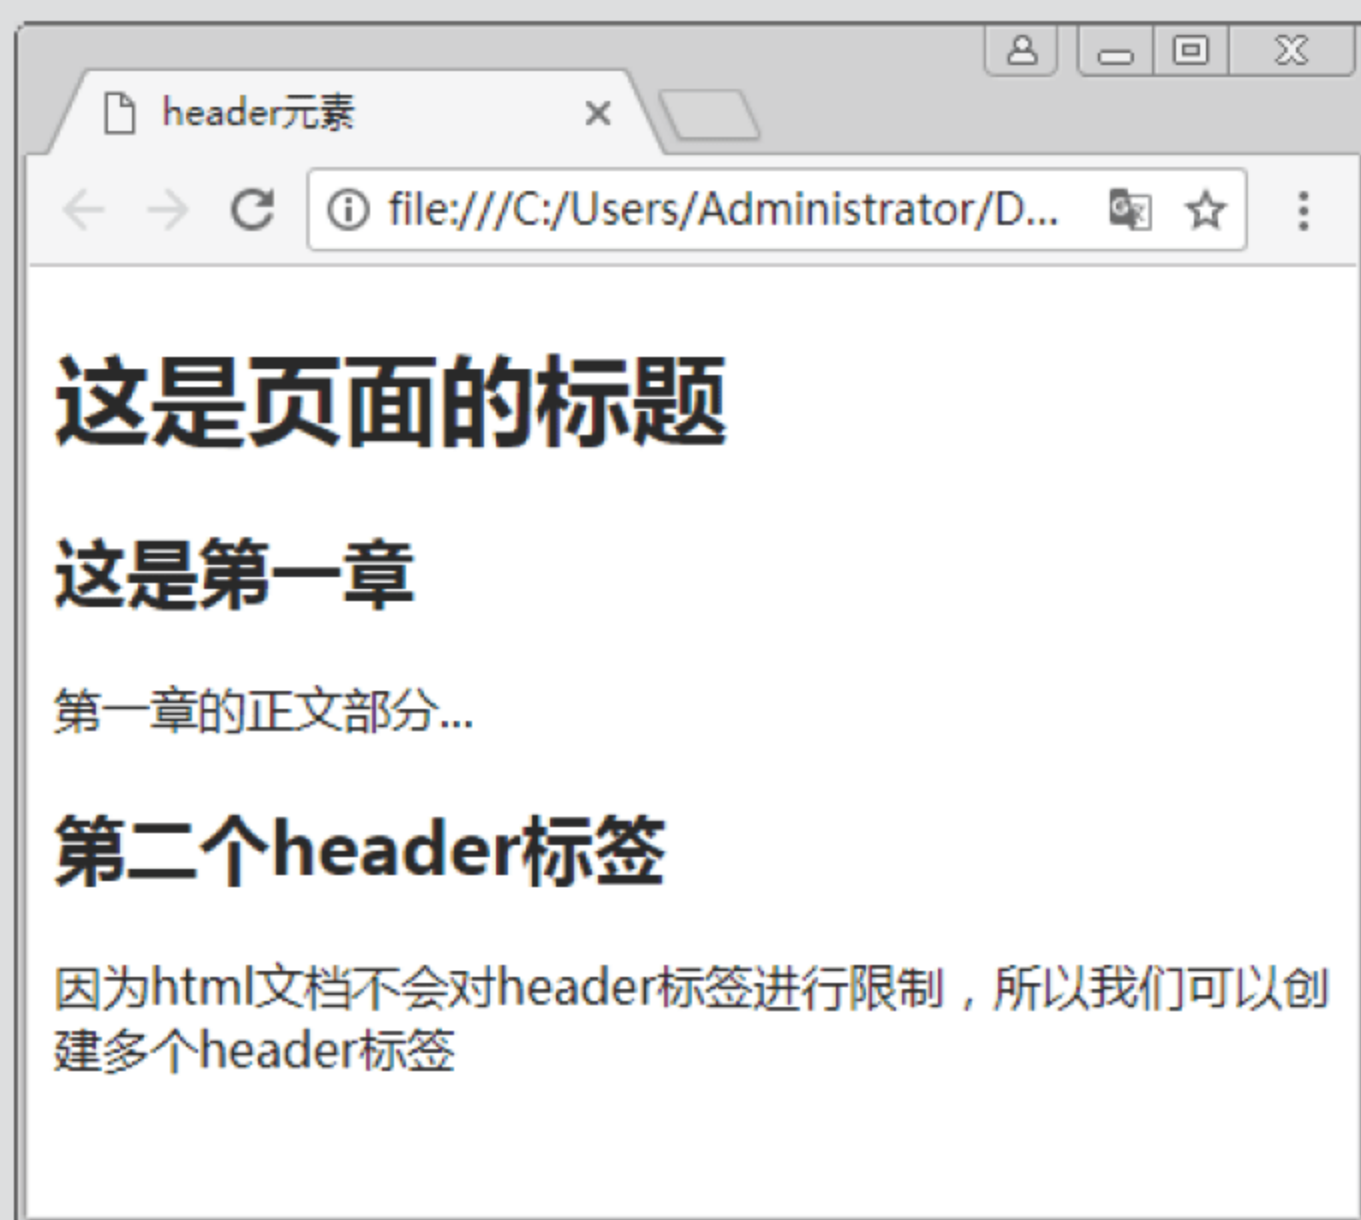 header元素
file:///C:/Users/Administrator/D...
这是页面的标题
这是第一章
第一章的正文部分...
第二个header标签
因为html文档不会对header标签进行限制，所以我们可以创
建多个header标签